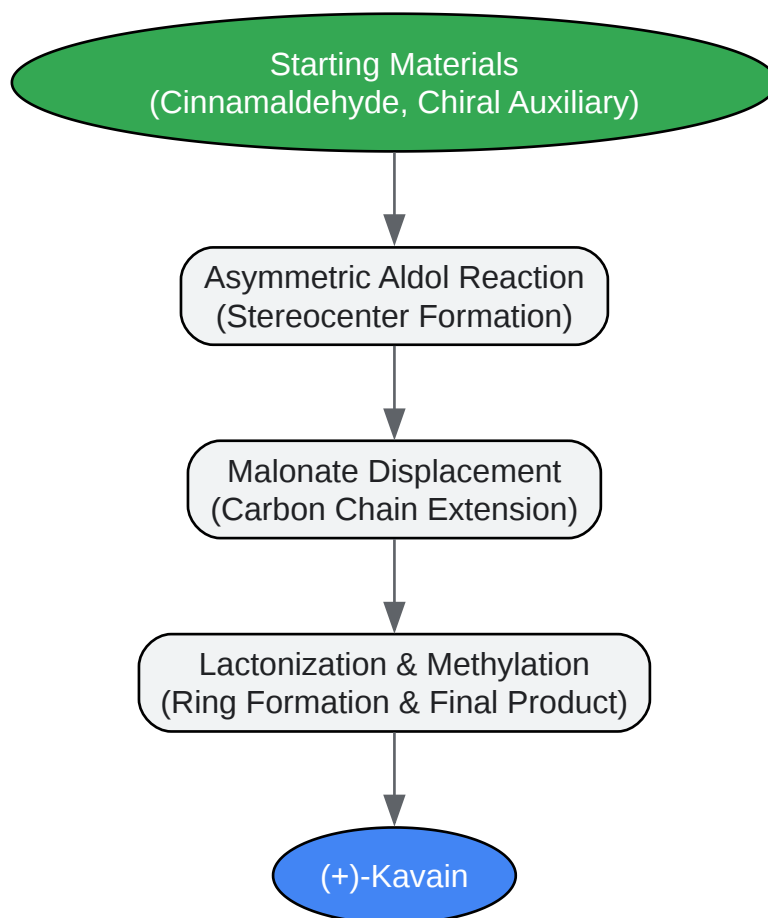 Starting Materials
(Cinnamaldehyde, Chiral Auxiliary)
Asymmetric Aldol Reaction
(Stereocenter Formation)
Malonate Displacement
(Carbon Chain Extension)
Lactonization & Methylation
(Ring Formation & Final Product)
(+)-Kavain